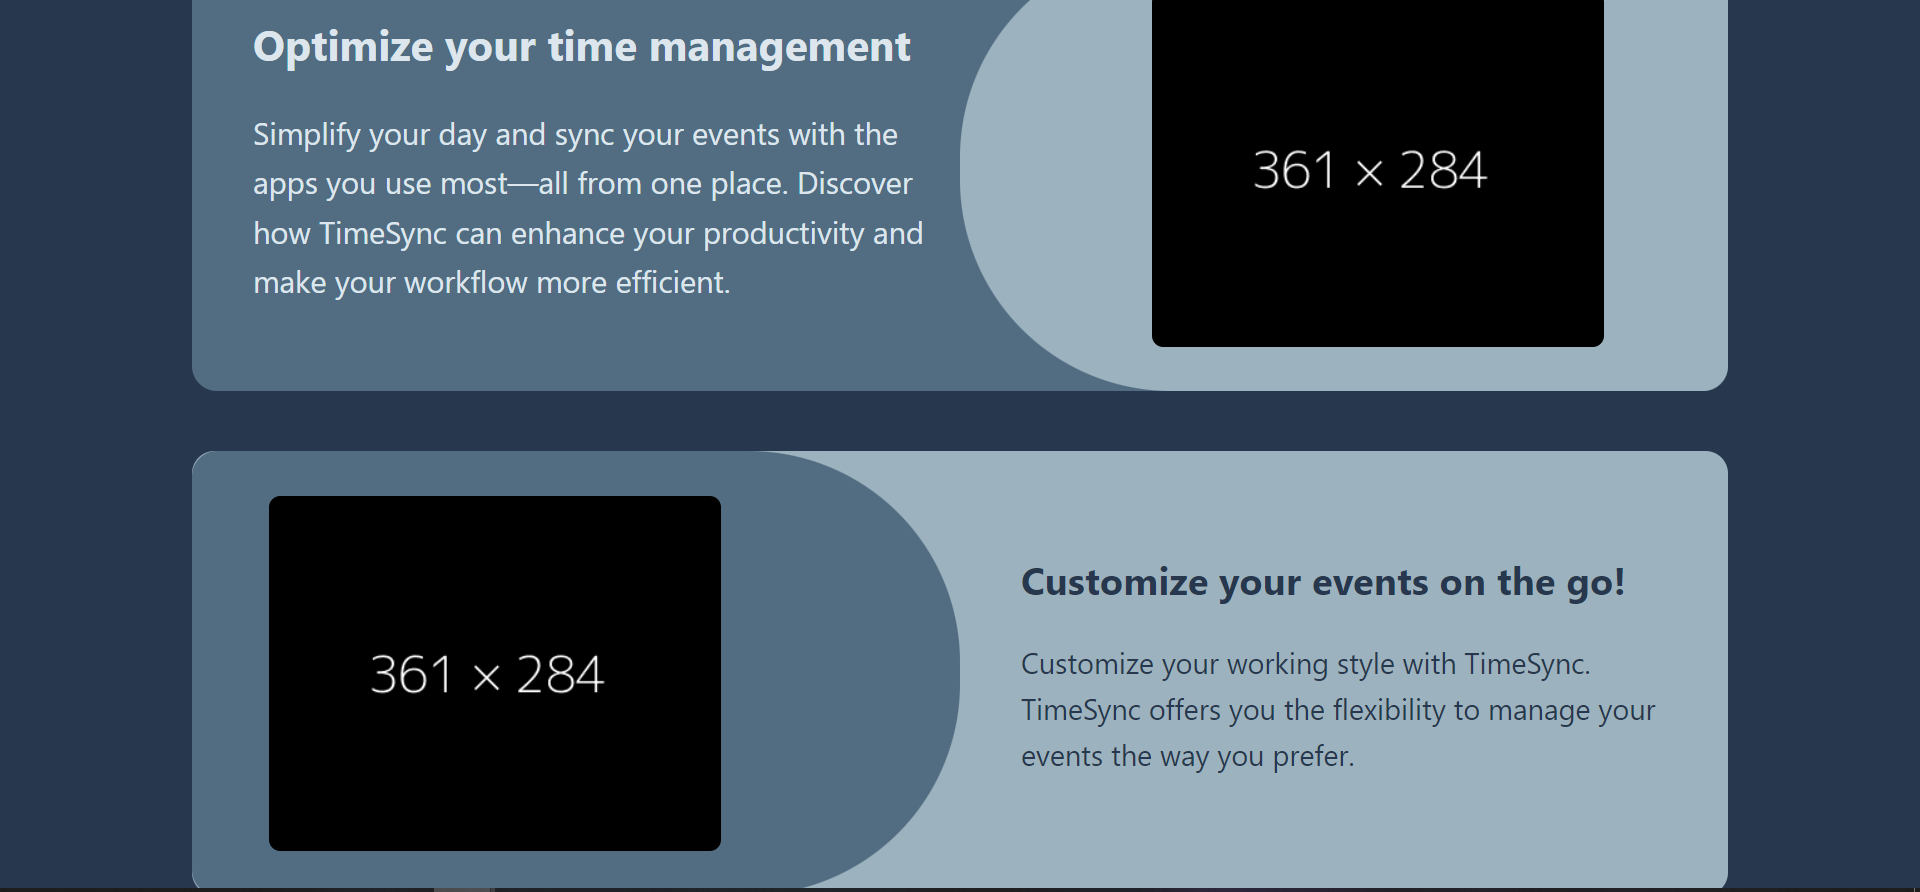 Optimize your time management
Simplify your day and sync your events with the
apps you use most—all from one place. Discover
how TimeSync can enhance your productivity and
make your workflow more efficient.
361 × 284
361 × 284
Customize your events on the go!
Customize your working style with TimeSync.
TimeSync offers you the flexibility to manage your
events the way you prefer.